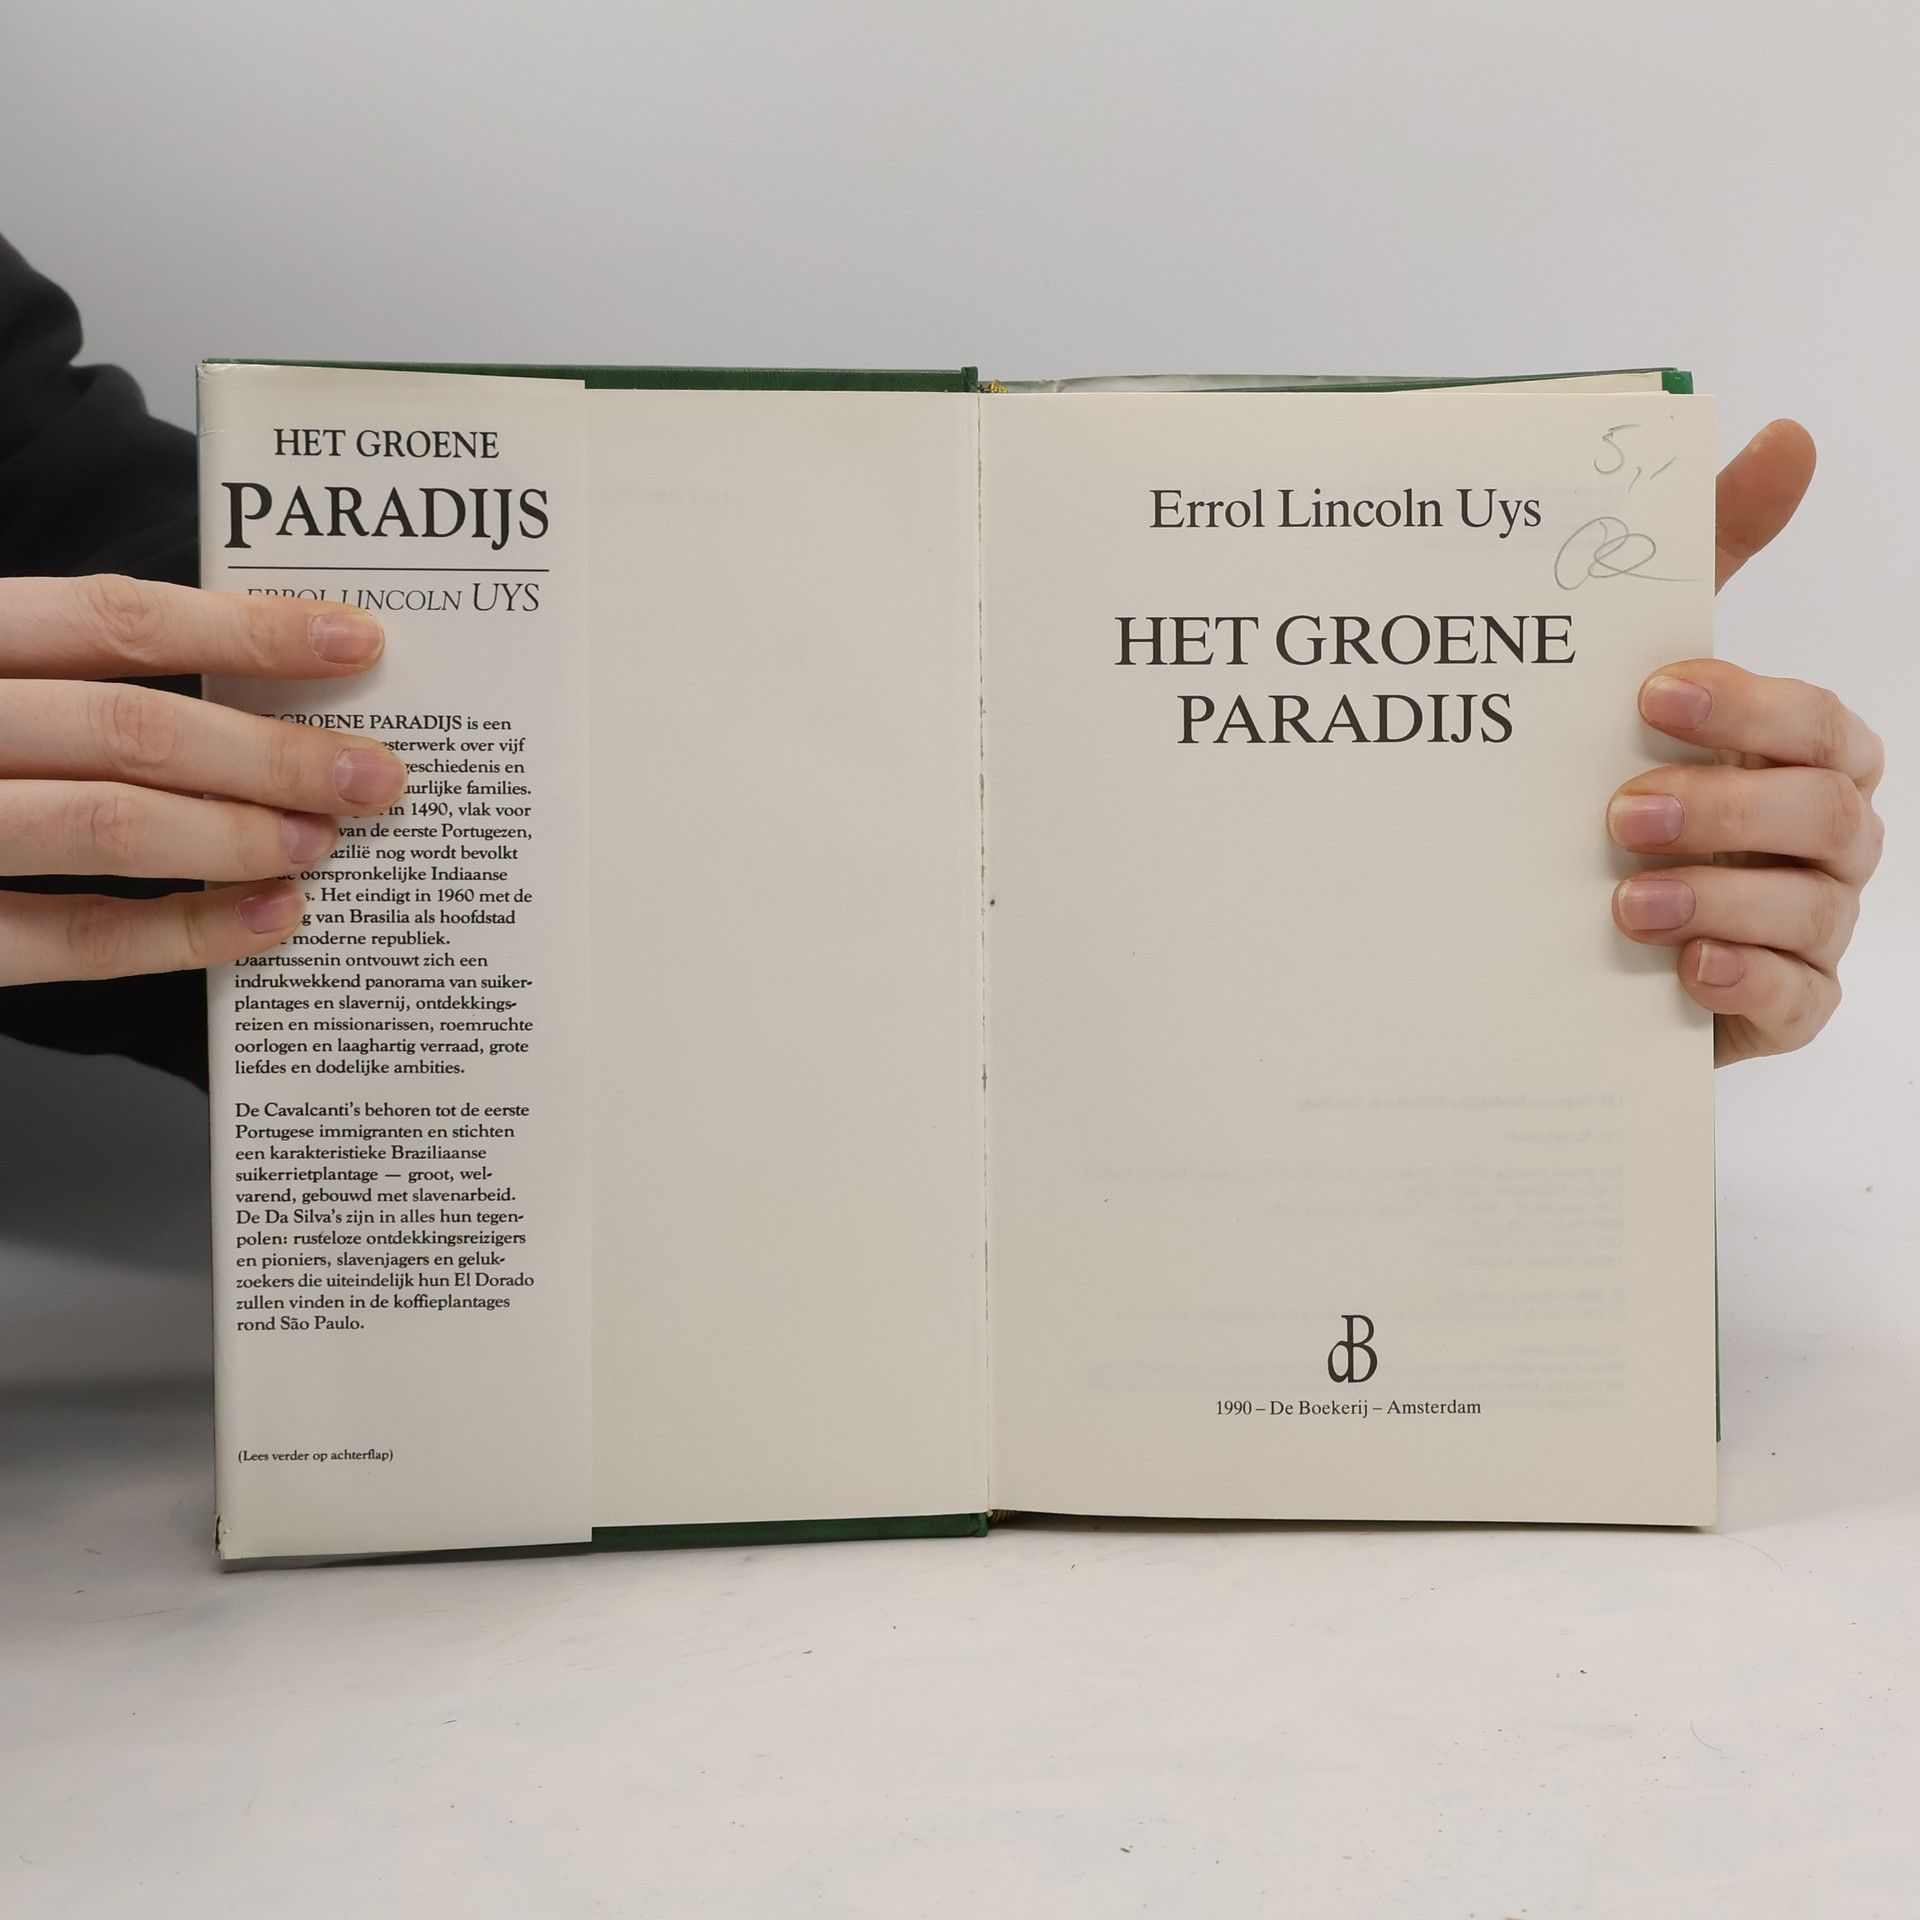 HET GROENE
PARADIJS
LINCOLN UYS
GROENE PARADIJS is een
over vijf
en
families.
in 1490, vlak voor
van de eerste Portugezen,
nog wordt bevolkt
oorspronkelijke Indiaanse
Het eindigt in 1960 met de
van Brasilia als hoofdstad
moderne republiek.
Daartussenin ontvouwt zich een
indrukwekkend panorama van suiker-
plantages en slavernij, ontdekkings-
reizen en missionarissen, roemruchte
oorlogen en laaghartig verraad, grote
liefdes en dodelijke ambities.
De Cavalcanti's behoren tot de eerste
Portugese immigranten en stichten
een karakteristieke Braziliaanse
suikerrietplantage — groot, wel-
varend, gebouwd met slavenarbeid.
De Da Silva's zijn in alles hun tegen-
polen: rusteloze ontdekkingsreizigers
en pioniers, slavenjagers en geluk-
zoekers die uiteindelijk hun El Dorado
zullen vinden in de koffieplantages
rond São Paulo.
(Lees verder op achterflap)
5,-
Errol Lincoln Uys
HET GROENE
PARADIJS
dB
1990 – De Boekerij – Amsterdam